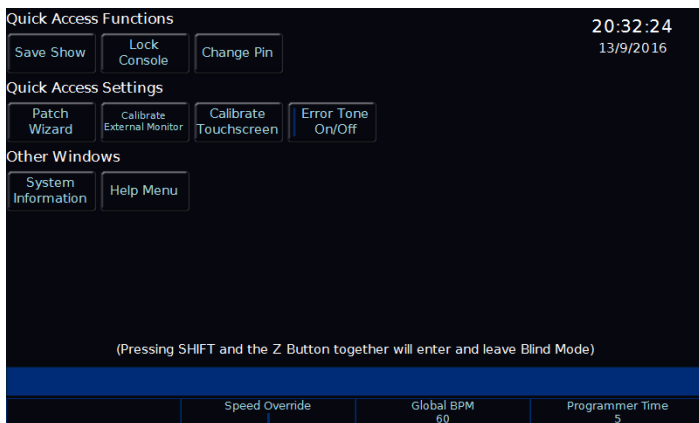 Quick Access Functions
20:32:24
13/9/2016
Save Show
Lock
Console
Change Pin
Quick Access Settings
Patch
Wizard
Calibrate
External Monitor
Calibrate
Touchscreen
Error Tone
On/Off
Other Windows
System
Information
Help Menu
(Pressing SHIFT and the Z Button together will enter and leave Blind Mode)
Speed Override
Global BPM
60
Programmer Time
5